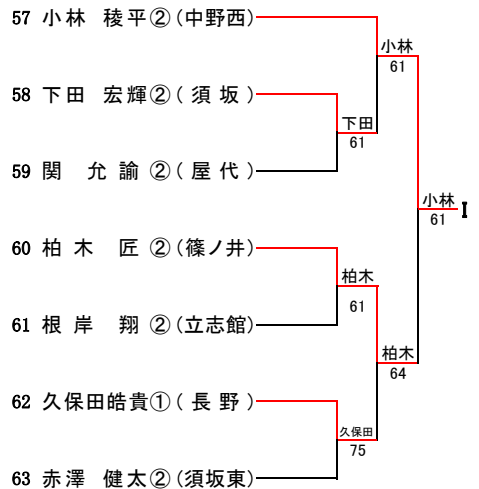 57 小林 稜平② (中野西)
小林
61
58 下田 宏輝② (須坂)
下田
61
59 関 允諭② (屋代)
小林
61
I
60 柏木 匠② (篠ノ井)
柏木
61
61 根岸 翔② (立志館)
柏木
64
62 久保田皓貴① (長野)
久保田
75
63 赤澤 健太② (須坂東)